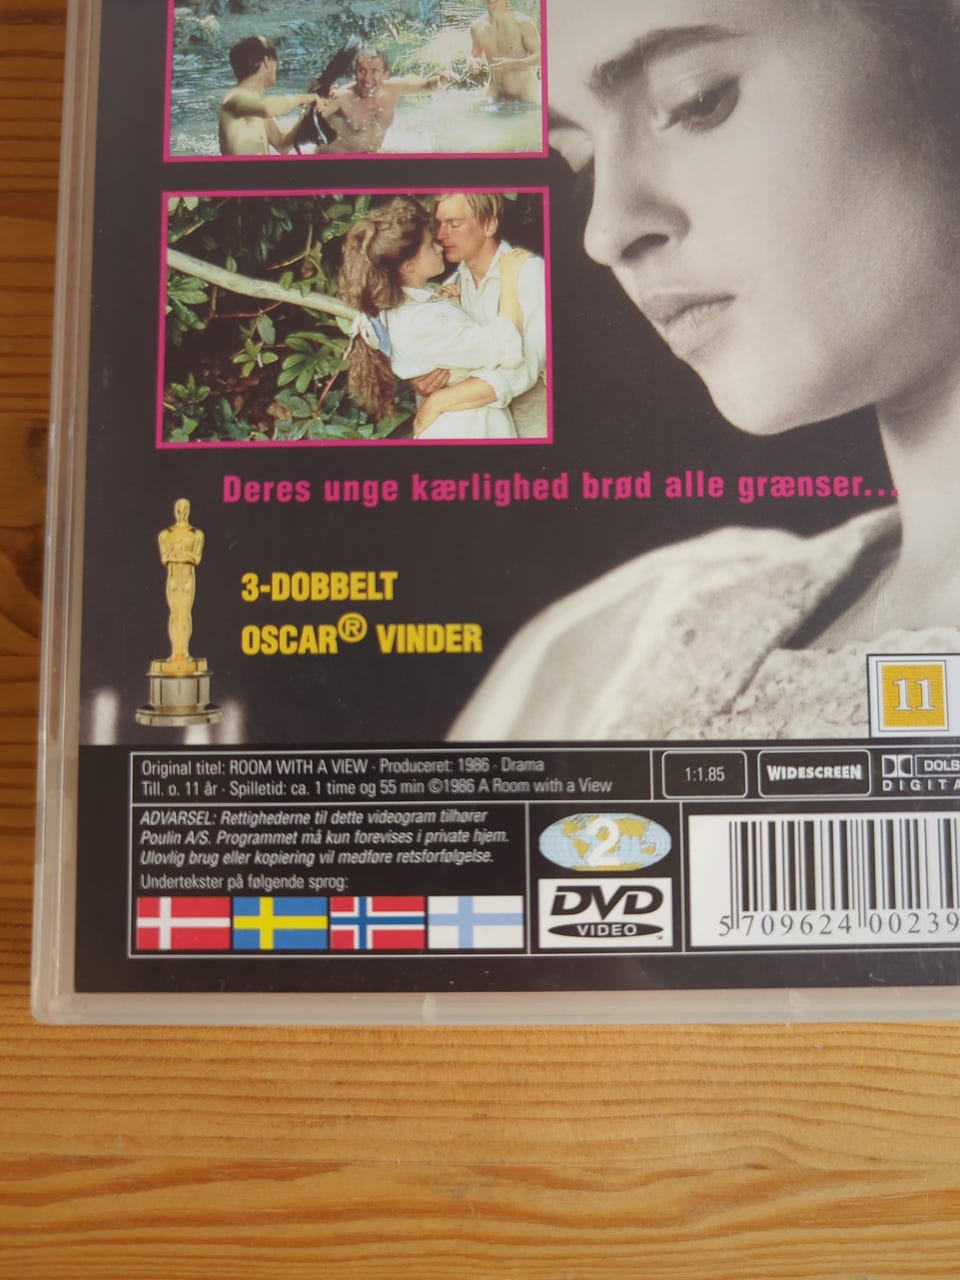 Deres unge kærlighed brød alle grænser...
3-DOBBELT
OSCAR® VINDER
11
Original titel: ROOM WITH A VIEW · Produceret: 1986 · Drama
Till. o. 11 år · Spilletid: ca. 1 time og 55 min ©1986 A Room with a View
1:1.85
WIDESCREEN
DOLB
DIGITA
ADVARSEL: Rettighederne til dette videogram tilhører
Poulin A/S. Programmet må kun forevises i private hjem.
Ulovlig brug eller kopiering vil medføre retsforfølgelse.
Undertekster på følgende sprog:
2
DVD
VIDEO
5 709624 00239